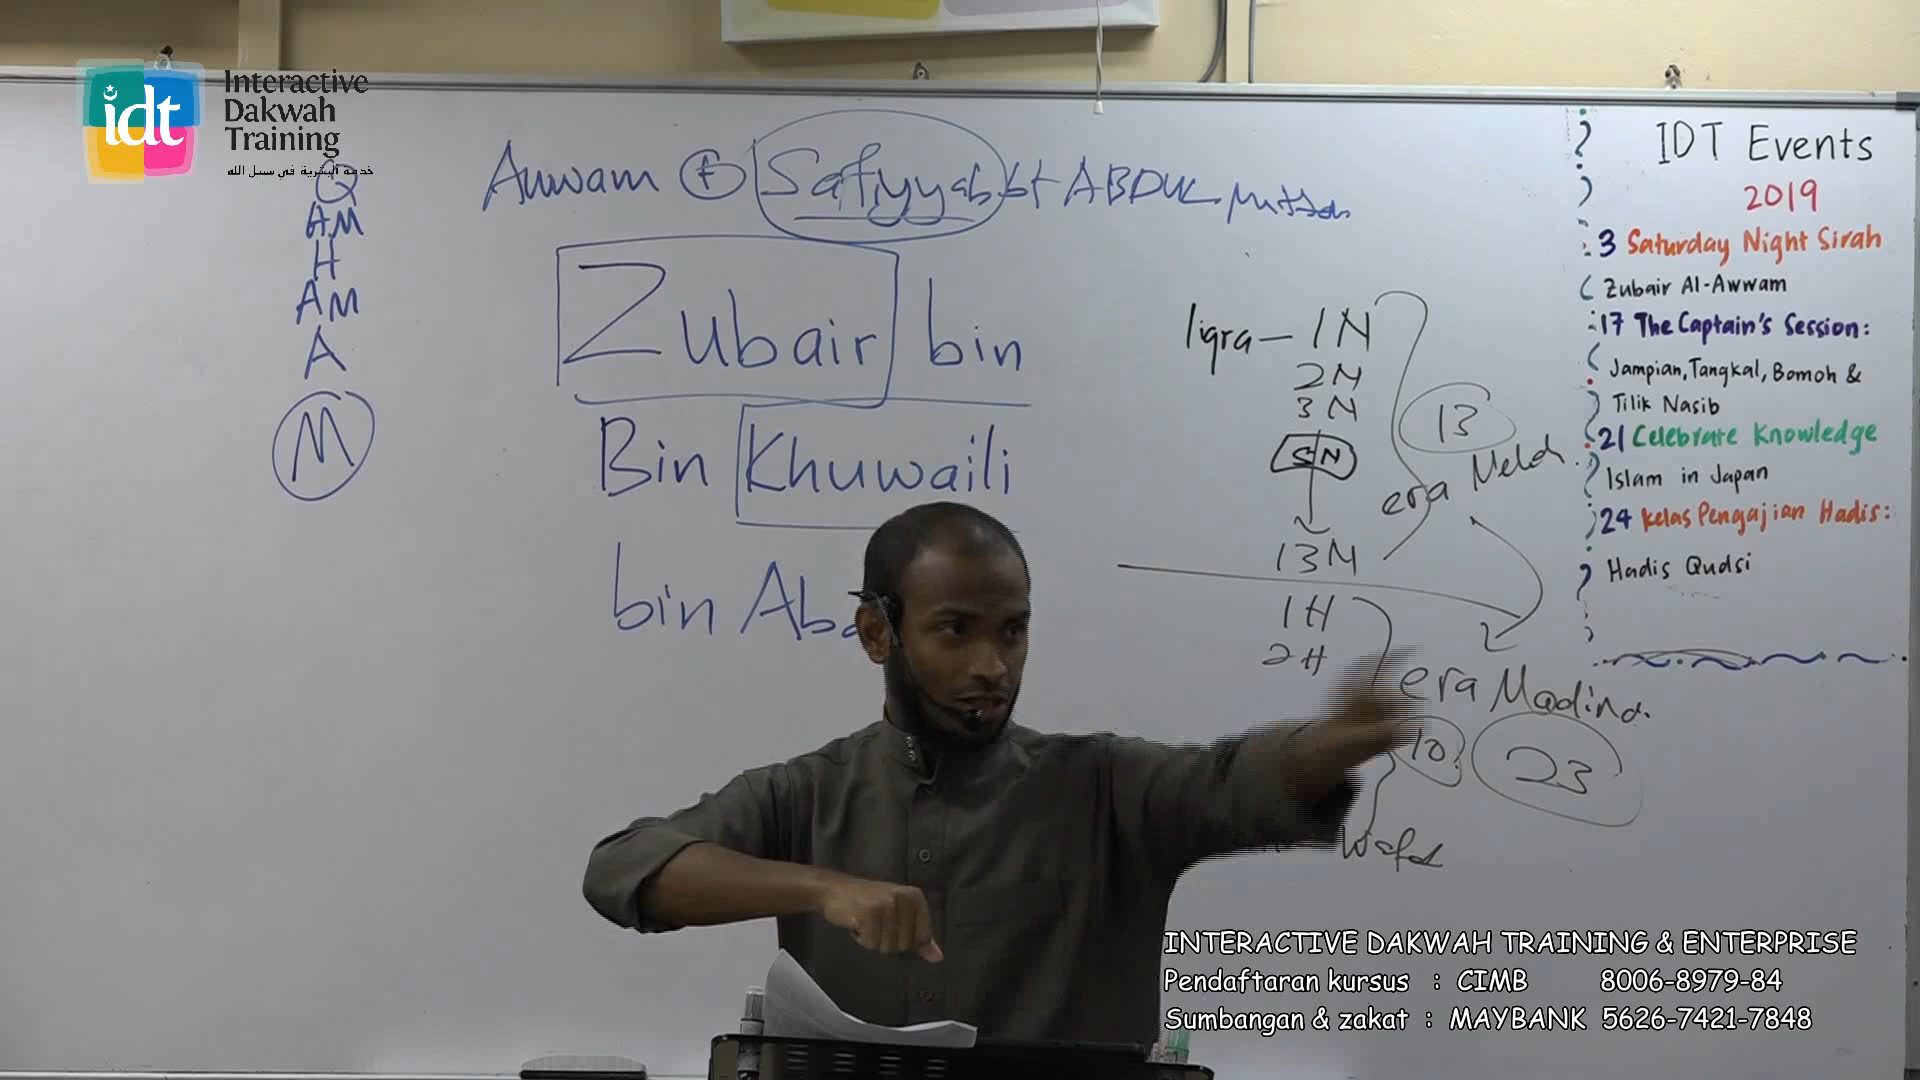 idt
Interactive
Dakwah
Training
خدمة البشرية في سبيل الله
Q
AM
H
AM
A
M
Awwam + Safiyyah bt ABDUL
Zubair bin
Bin Khuwaili
bin
Iqra – 1N
2N
3N
5N
13N
13
era
1H
2H
era Madina
10
23
Wafat
IDT Events
2019
3 Saturday Night Sirah
Zubair Al-Awwam
17 The Captain's Session:
Jampian, Tangkal, Bomoh &
Tilik Nasib
21 Celebrate Knowledge
Islam in Japan
24 Kelas Pengajian Hadis:
Hadis Qudsi
INTERACTIVE DAKWAH TRAINING & ENTERPRISE
Pendaftaran kursus : CIMB 8006-8979-84
Sumbangan & zakat : MAYBANK 5626-7421-7848